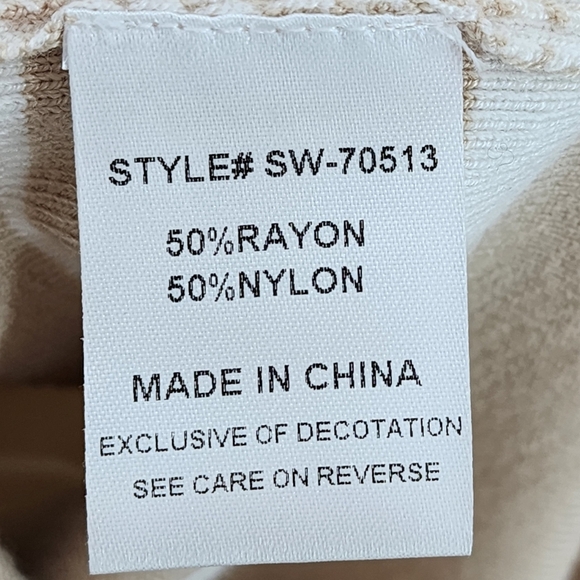 STYLE# SW-70513
50%RAYON
50%NYLON
MADE IN CHINA
EXCLUSIVE OF DECOTATION
SEE CARE ON REVERSE